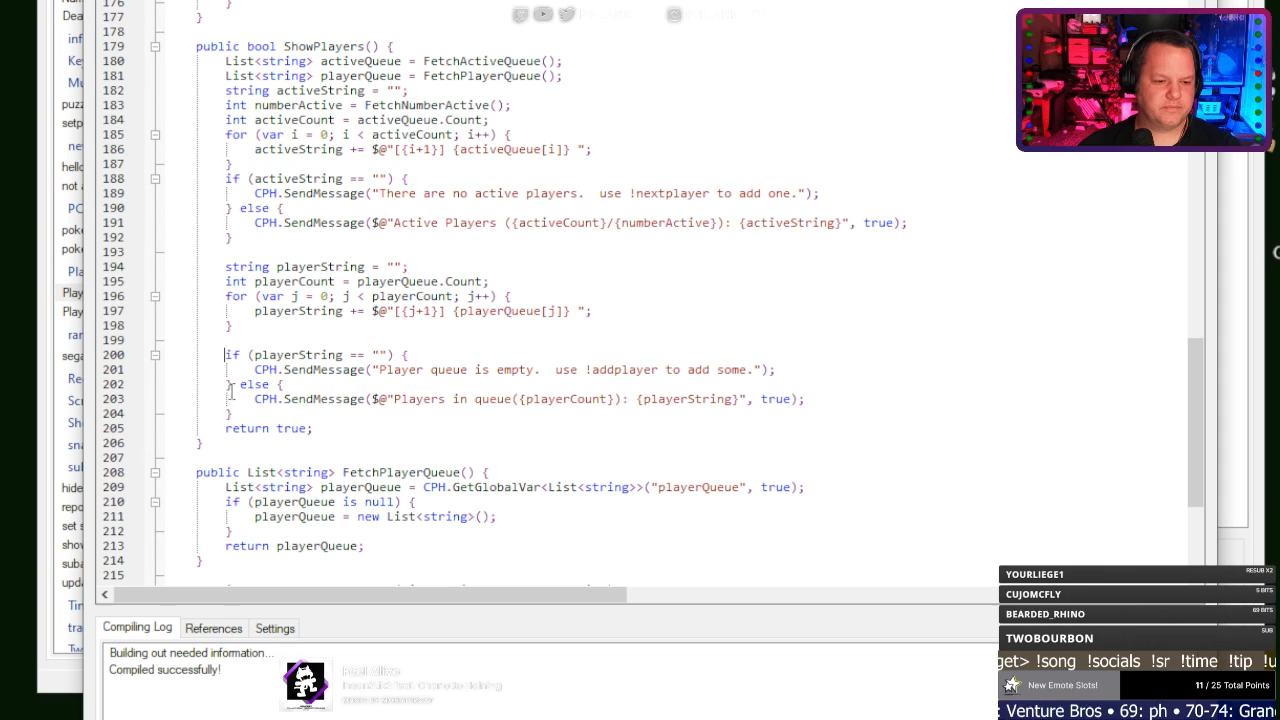 176 }
177 }
178
179 public bool ShowPlayers() {
180 List<string> activeQueue = FetchActiveQueue();
181 List<string> playerQueue = FetchPlayerQueue();
182 string activeString = "";
183 int numberActive = FetchNumberActive();
184 int activeCount = activeQueue.Count;
185 for (var i = 0; i < activeCount; i++) {
186 activeString += $@"[{i+1}] {activeQueue[i]} ";
187 }
188 if (activeString == "") {
189 CPH.SendMessage("There are no active players.  use !nextplayer to add one.");
190 } else {
191 CPH.SendMessage($@"Active Players ({activeCount}/{numberActive}): {activeString}", true);
192 }
193
194 string playerString = "";
195 int playerCount = playerQueue.Count;
196 for (var j = 0; j < playerCount; j++) {
197 playerString += $@"[{j+1}] {playerQueue[j]} ";
198 }
199
200 if (playerString == "") {
201 CPH.SendMessage("Player queue is empty.  use !addplayer to add some.");
202 } else {
203 CPH.SendMessage($@"Players in queue({playerCount}): {playerString}", true);
204 }
205 return true;
206 }
207
208 public List<string> FetchPlayerQueue() {
209 List<string> playerQueue = CPH.GetGlobalVar<List<string>>("playerQueue", true);
210 if (playerQueue is null) {
211 playerQueue = new List<string>();
212 }
213 return playerQueue;
214 }
215
Compiling Log References Settings
Building out needed information...
Compiled successfully!
YOURLIEGE1 RESUB X2
CUJOMCFLY 5 BITS
BEARDED_RHINO 69 BITS
TWOBOURBON SUB
get> !song !socials !sr !time !tip !u
New Emote Slots! 11 / 25 Total Points
: Venture Bros • 69: ph • 70-74: Gran